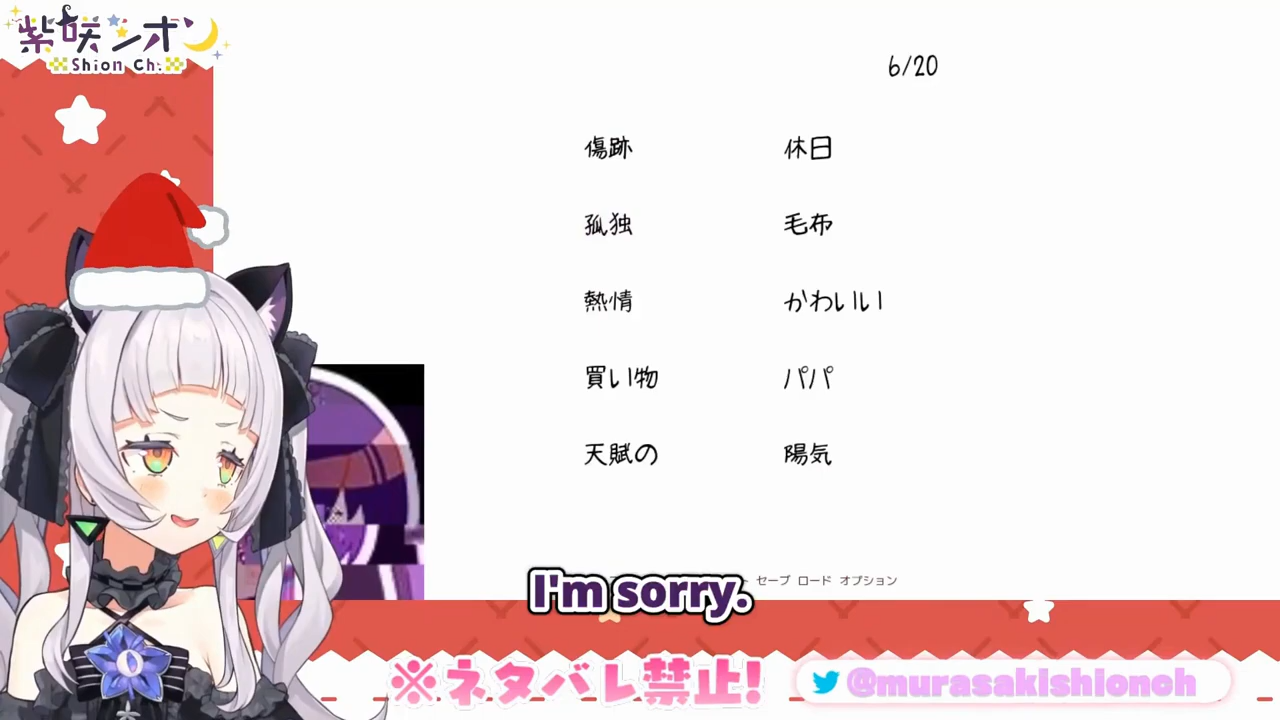 紫咲シオン
Shion Ch.
6/20
傷跡 休日
孤独 毛布
熱情 かわいい
買い物 パパ
天賦の 陽気
セーブ ロード オプション
I'm sorry.
※ネタバレ禁止!
@murasakishionch